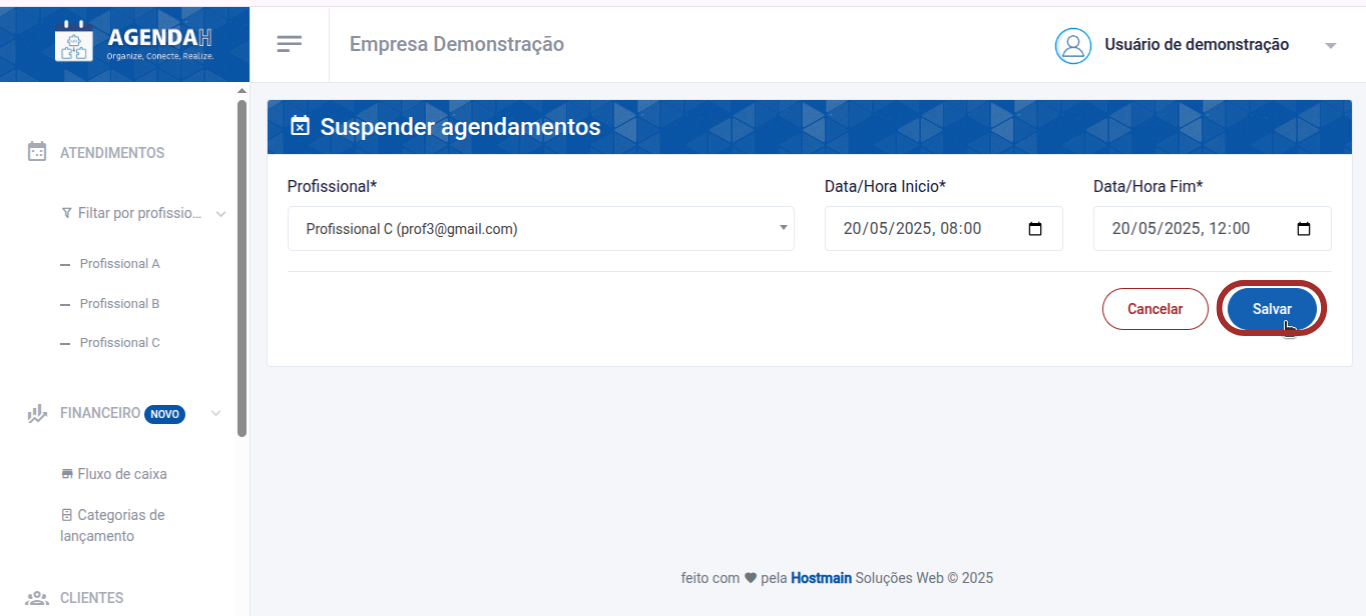 AGENDAH
Organize, Conecte, Realize.
Empresa Demonstração
Usuário de demonstração
ATENDIMENTOS
Filtar por profissio...
Profissional A
Profissional B
Profissional C
FINANCEIRO NOVO
Fluxo de caixa
Categorias de
lançamento
CLIENTES
Suspender agendamentos
Profissional*
Profissional C (prof3@gmail.com)
Data/Hora Inicio*
20/05/2025, 08:00
Data/Hora Fim*
20/05/2025, 12:00
Cancelar
Salvar
feito com ♥ pela Hostmain Soluções Web © 2025